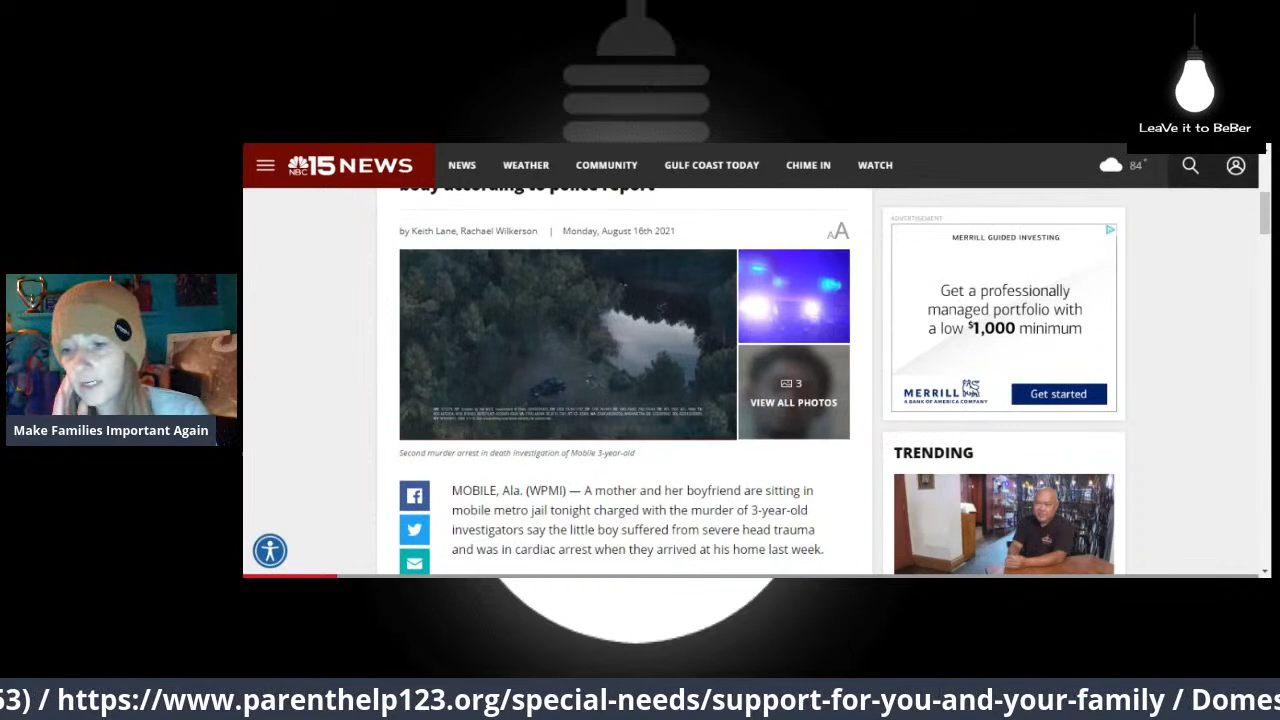 LeaVe it to BeBer
NBC 15 NEWS
NEWS WEATHER COMMUNITY GULF COAST TODAY CHIME IN WATCH
84°
body according to police report
by Keith Lane, Rachael Wilkerson | Monday, August 16th 2021
AA
3
VIEW ALL PHOTOS
Second murder arrest in death investigation of Mobile 3-year-old
MOBILE, Ala. (WPMI) — A mother and her boyfriend are sitting in
mobile metro jail tonight charged with the murder of 3-year-old
investigators say the little boy suffered from severe head trauma
and was in cardiac arrest when they arrived at his home last week.
ADVERTISEMENT
MERRILL GUIDED INVESTING
Get a professionally
managed portfolio with
a low $1,000 minimum
MERRILL
A BANK OF AMERICA COMPANY
Get started
TRENDING
Make Families Important Again
53) / https://www.parenthelp123.org/special-needs/support-for-you-and-your-family / Domes